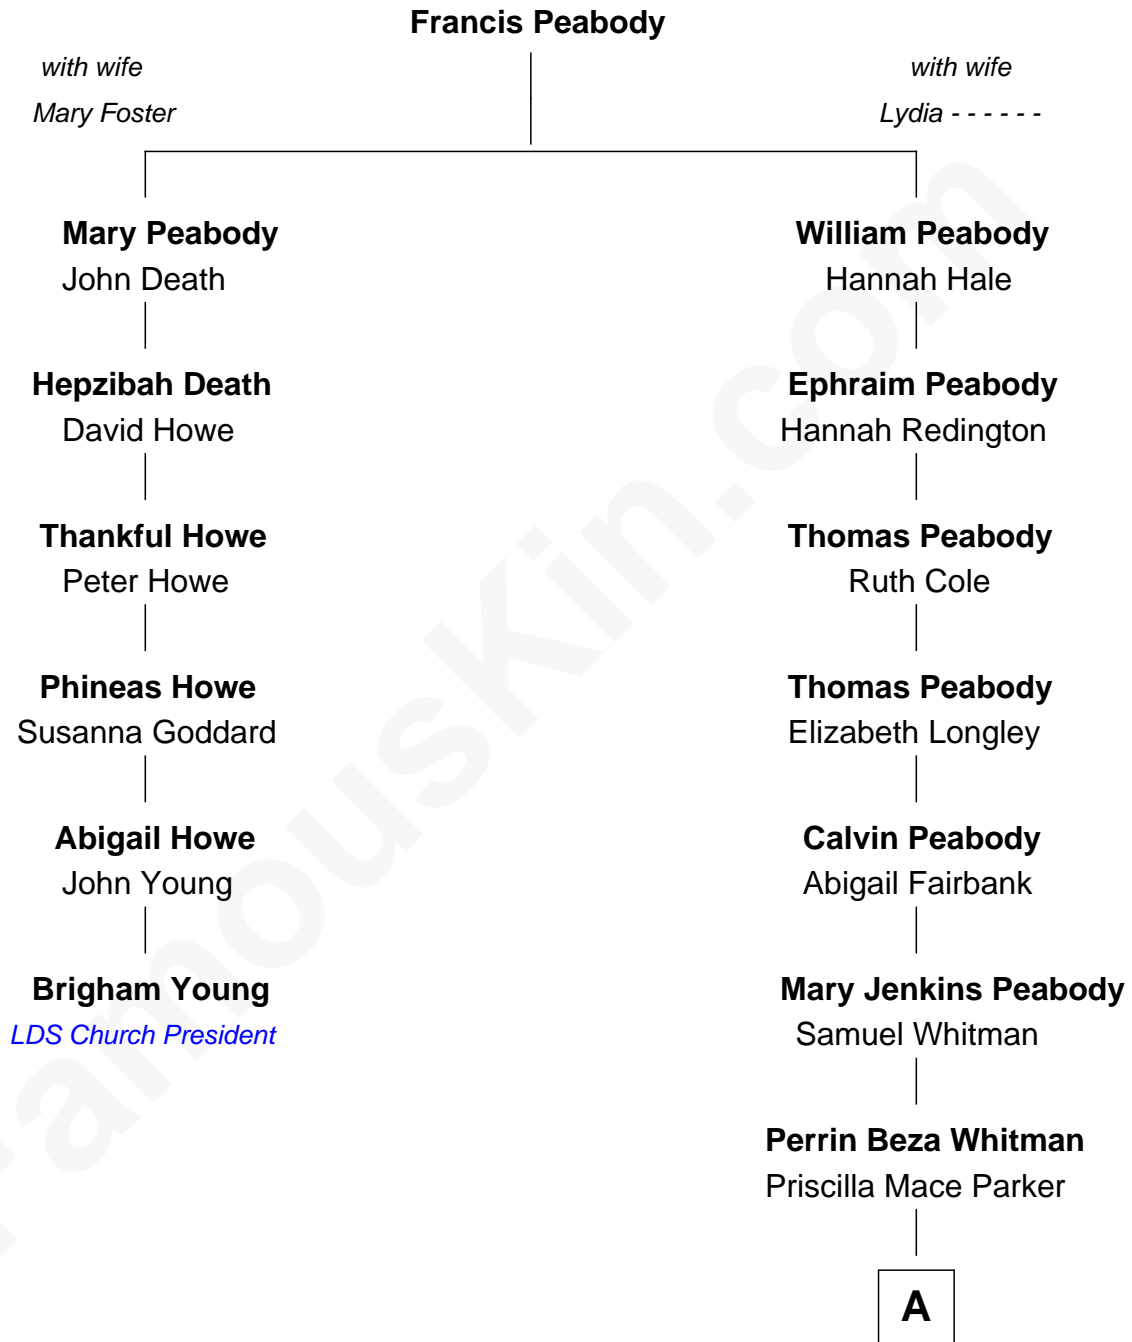 Francis Peabody
with wife
Mary Foster
with wife
Lydia - - - - - -
Mary Peabody
John Death
William Peabody
Hannah Hale
Hepzibah Death
David Howe
Ephraim Peabody
Hannah Redington
Thankful Howe
Peter Howe
Thomas Peabody
Ruth Cole
Phineas Howe
Susanna Goddard
Thomas Peabody
Elizabeth Longley
Abigail Howe
John Young
Calvin Peabody
Abigail Fairbank
Brigham Young
LDS Church President
Mary Jenkins Peabody
Samuel Whitman
Perrin Beza Whitman
Priscilla Mace Parker
A
FamousKin.com